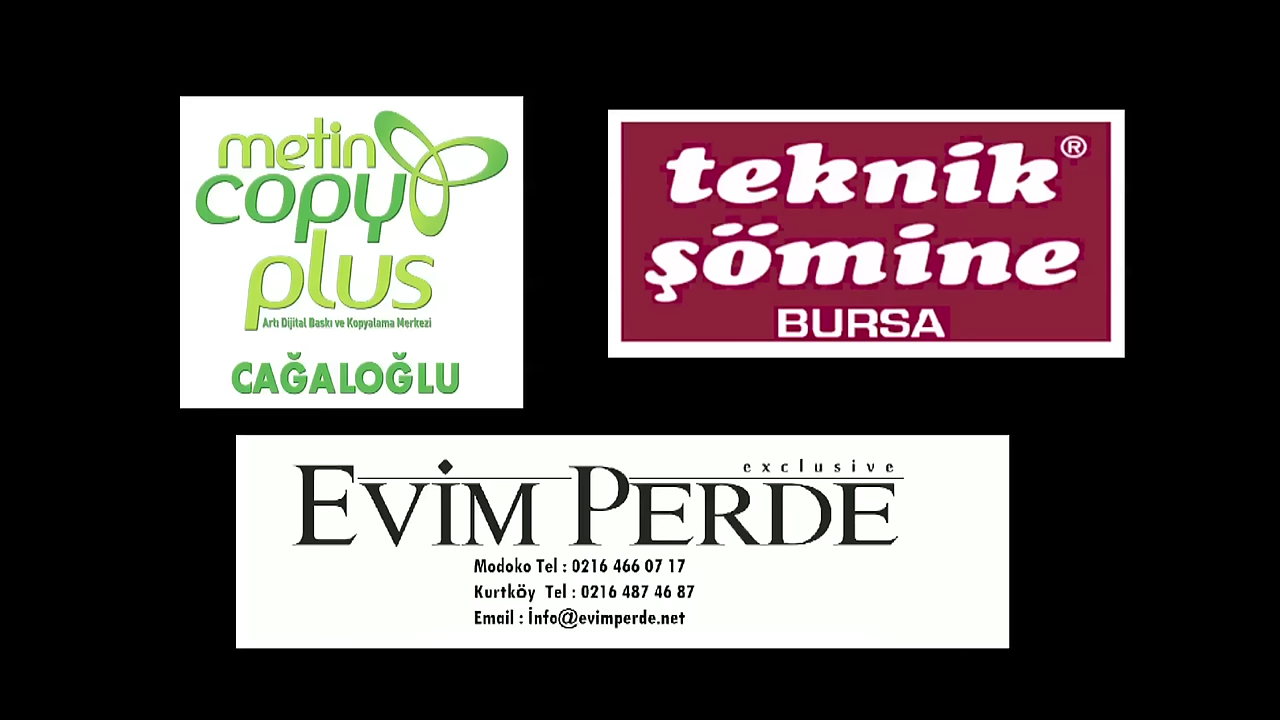 metin
copy
plus
Artı Dijital Baskı ve Kopyalama Merkezi
CAĞALOĞLU
teknik®
şömine
BURSA
exclusive
EVİM PERDE
Modoko Tel : 0216 466 07 17
Kurtköy Tel : 0216 487 46 87
Email : İnfo@evimperde.net